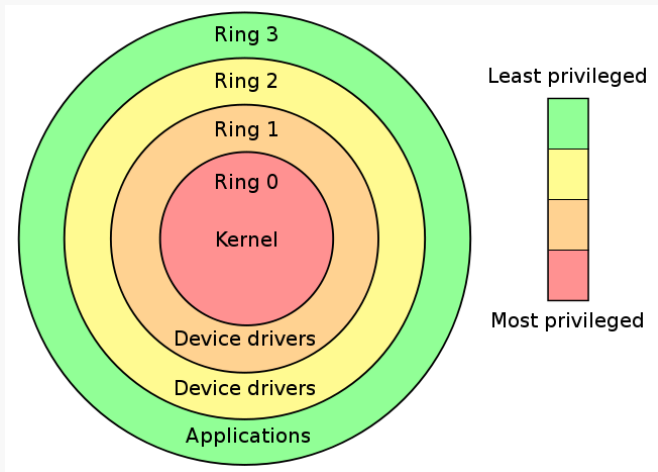 Ring 3
Ring 2
Ring 1
Ring 0
Kernel
Device drivers
Device drivers
Applications
Least privileged
Most privileged